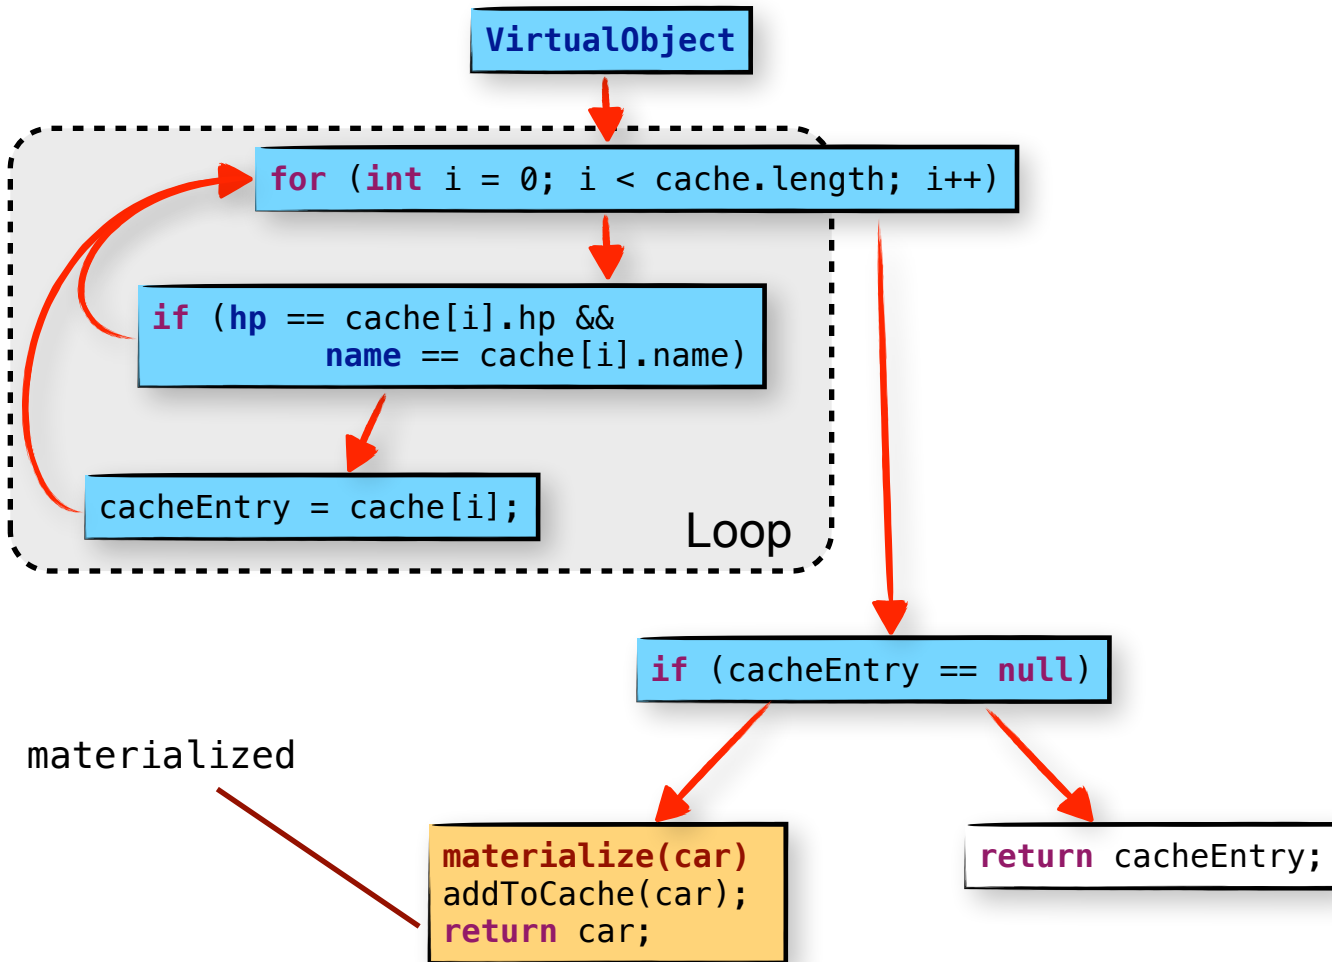 VirtualObject
for (int i = 0; i < cache.length; i++)
if (hp == cache[i].hp &&
name == cache[i].name)
cacheEntry = cache[i];
Loop
if (cacheEntry == null)
materialized
materialize(car)
addToCache(car);
return car;
return cacheEntry;